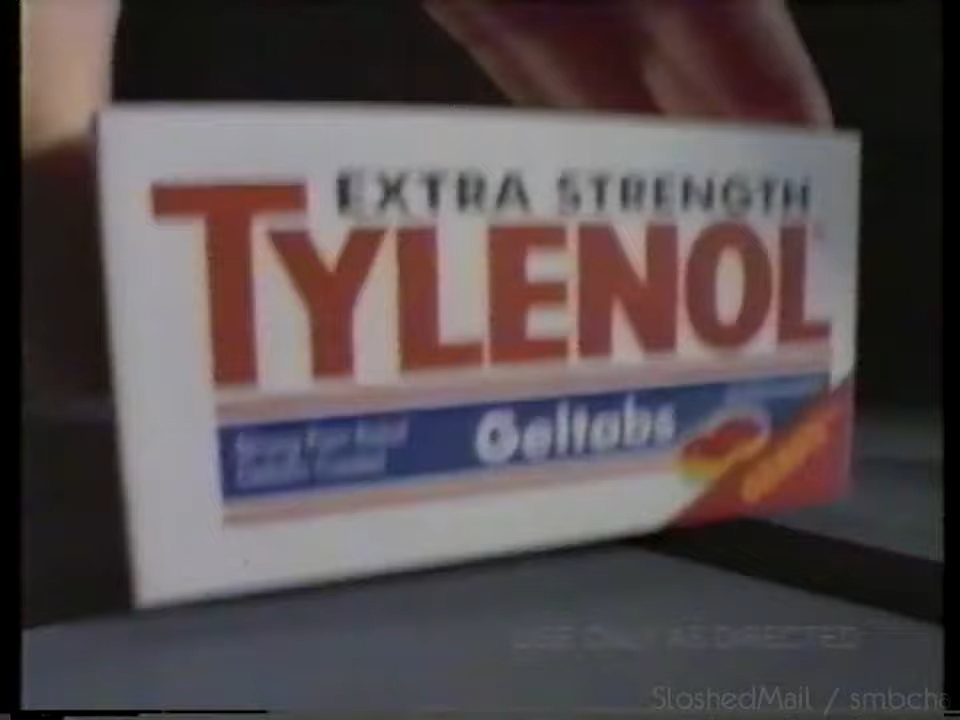 EXTRA STRENGTH
TYLENOL
Geltabs
USE ONLY AS DIRECTED
SloshedMail / smbcha